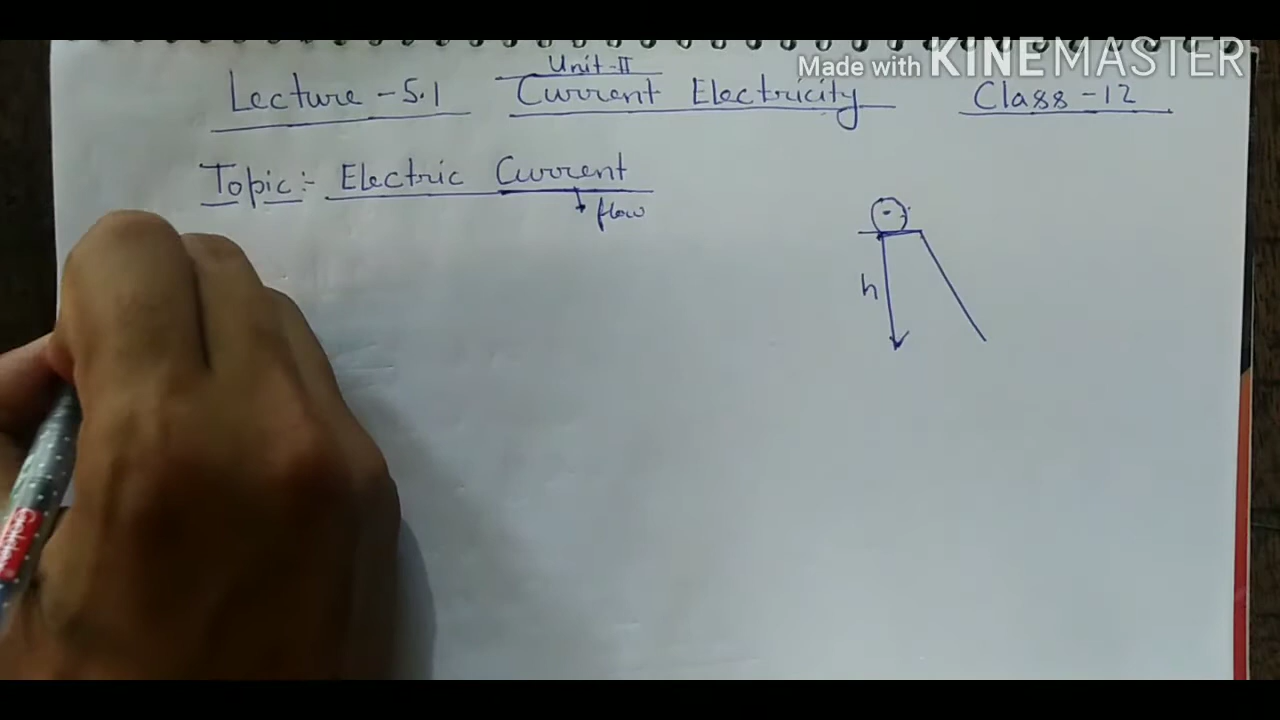 Made with KINEMASTER
Unit-II
Lecture - 5.1 Current Electricity Class - 12
Topic:- Electric Current
flow
h